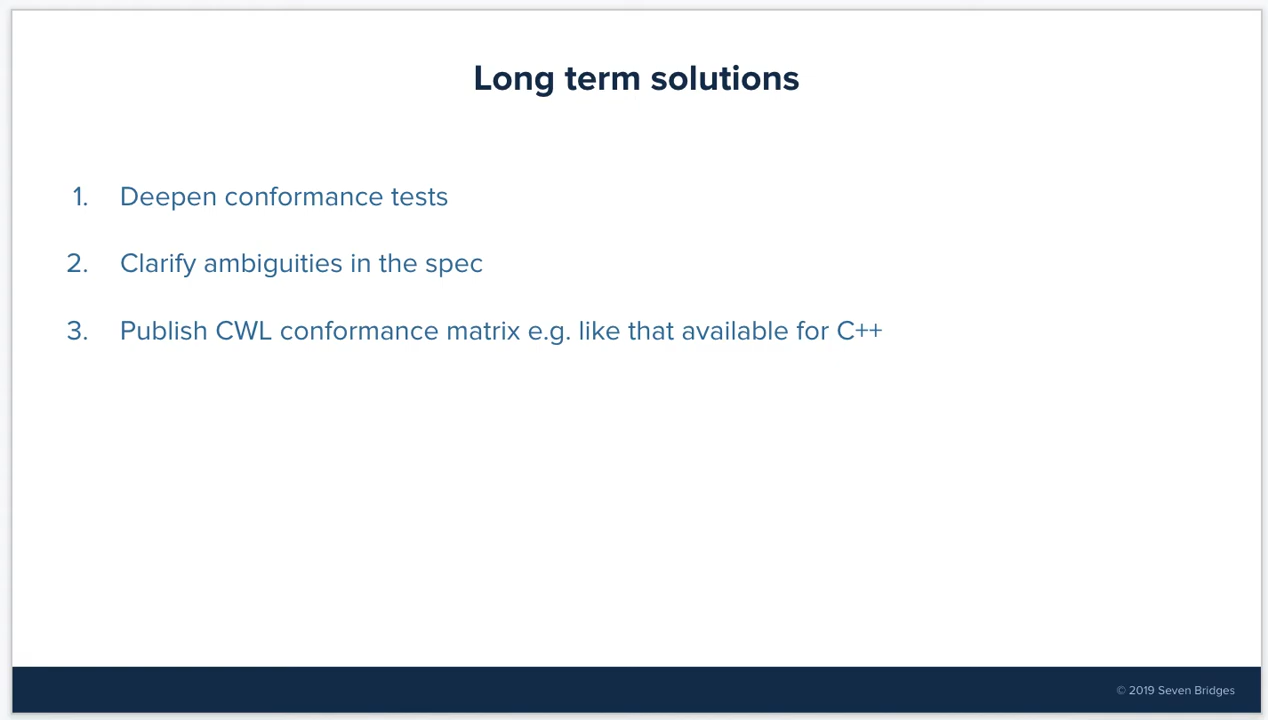 Long term solutions
1. Deepen conformance tests
2. Clarify ambiguities in the spec
3. Publish CWL conformance matrix e.g. like that available for C++
© 2019 Seven Bridges